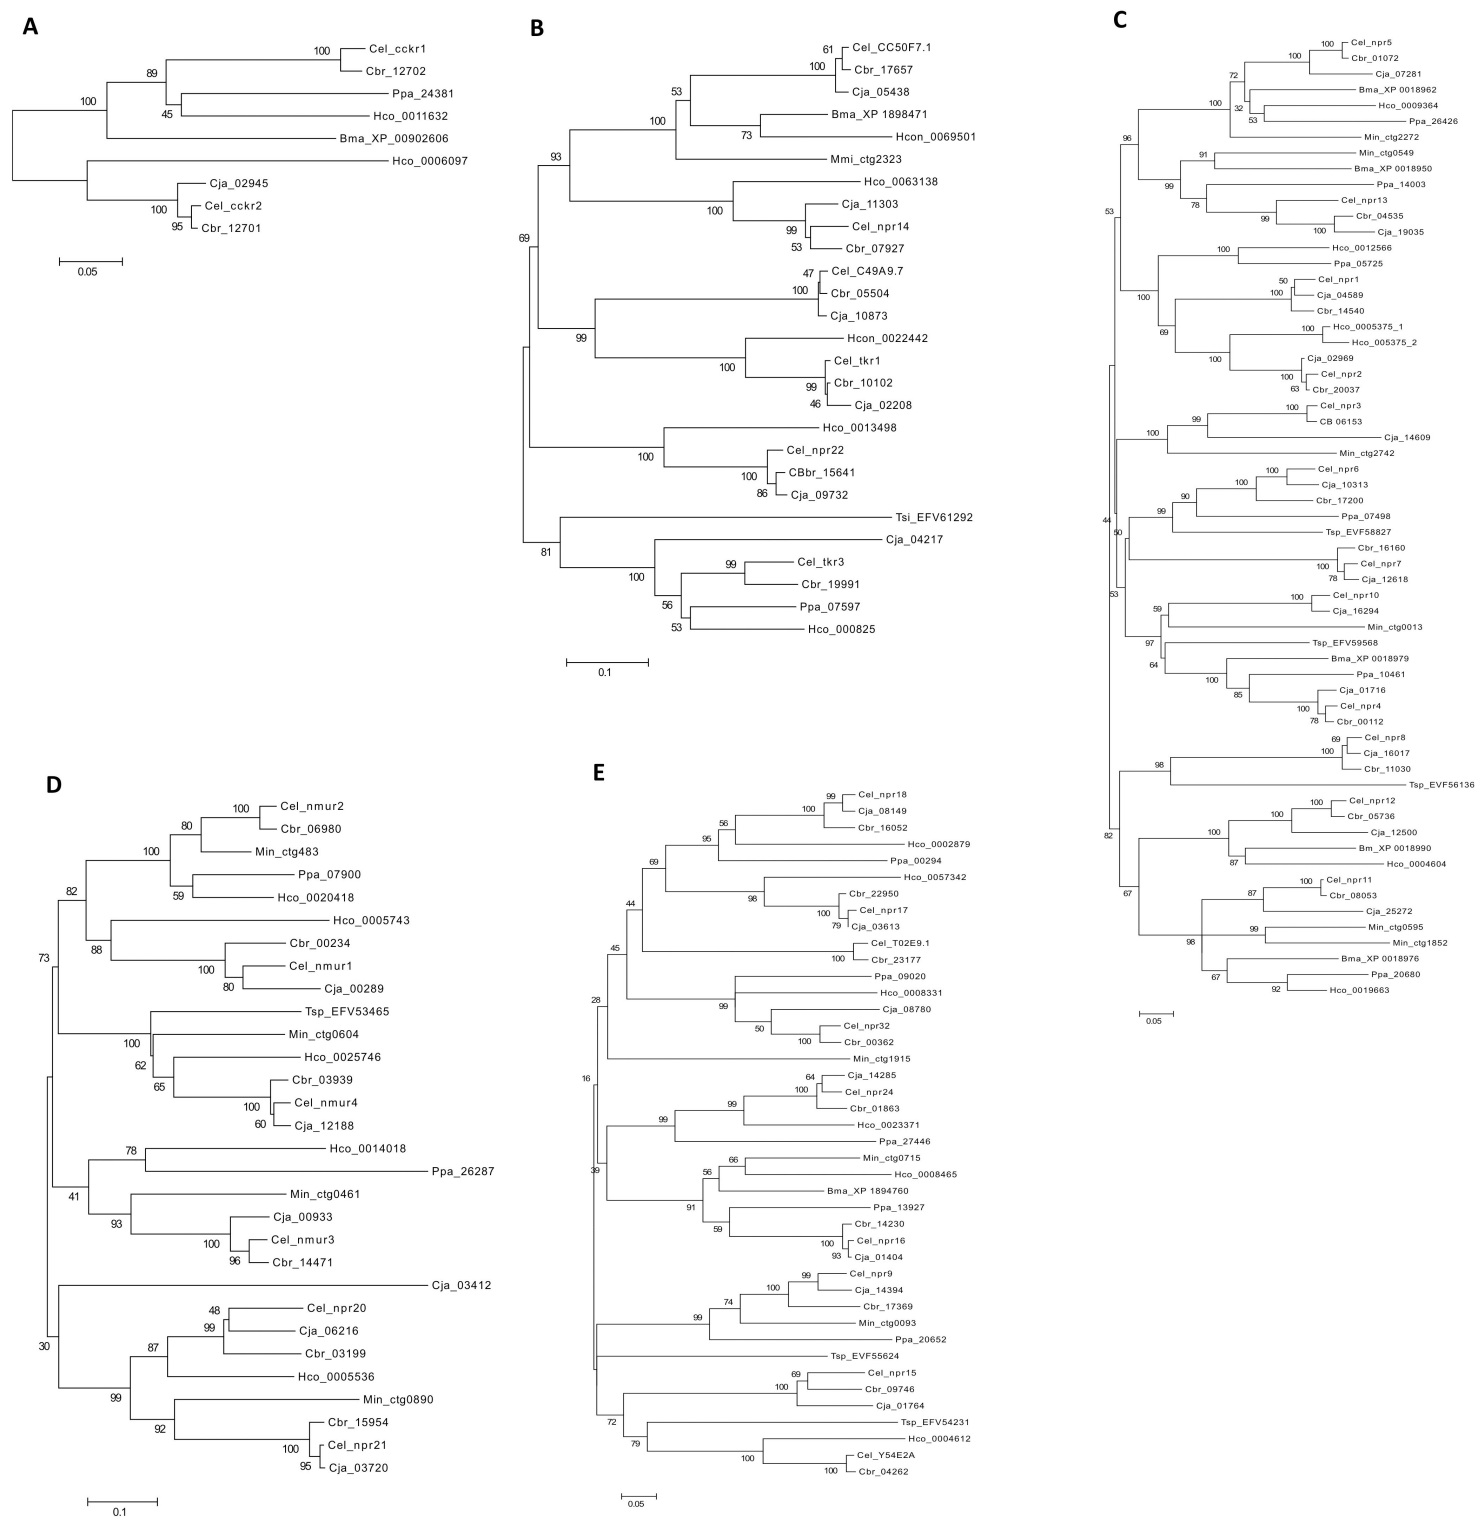 A
100
Cel_cckr1
Cbr_12702
89
Ppa_24381
100
45
Hco_0011632
Bma_XP_00902606
Hco_0006097
Cja_02945
100
Cel_cckr2
95
Cbr_12701
0.05
B
61
Cel_CC50F7.1
100
Cbr_17657
Cja_05438
53
Bma_XP 1898471
100
73
Hcon_0069501
93
Mmi_ctg2323
Hco_0063138
100
Cja_11303
99
Cel_npr14
53
Cbr_07927
69
47
Cel_C49A9.7
100
Cbr_05504
Cja_10873
99
Hcon_0022442
100
Cel_tkr1
99
Cbr_10102
46
Cja_02208
Hco_0013498
100
Cel_npr22
100
CBbr_15641
86
Cja_09732
Tsi_EFV61292
81
Cja_04217
100
99
Cel_tkr3
Cbr_19991
56
Ppa_07597
53
Hco_000825
0.1
C
100
Cel_npr5
100
Cbr_01072
Cja_07281
72
Bma_XP 0018962
100
32
Hco_0009364
53
Ppa_26426
96
Min_ctg2272
91
Min_ctg0549
Bma_XP 0018950
99
Ppa_14003
78
Cel_npr13
99
Cbr_04535
100
Cja_19035
53
100
Hco_0012566
Ppa_05725
100
50
Cel_npr1
100
Cja_04589
Cbr_14540
69
100
Hco_0005375_1
Hco_005375_2
100
Cja_02969
100
Cel_npr2
63
Cbr_20037
100
Cel_npr3
99
CB 06153
100
Cja_14609
Min_ctg2742
44
50
100
Cel_npr6
100
Cja_10313
90
Cbr_17200
99
Ppa_07498
Tsp_EVF58827
Cbr_16160
100
Cel_npr7
78
Cja_12618
53
100
Cel_npr10
59
Cja_16294
Min_ctg0013
97
Tsp_EFV59568
64
Bma_XP 0018979
100
Ppa_10461
85
Cja_01716
100
Cel_npr4
78
Cbr_00112
69
Cel_npr8
100
Cja_16017
98
Cbr_11030
Tsp_EVF56136
82
100
Cel_npr12
100
Cbr_05736
100
Cja_12500
Bm_XP 0018990
87
Hco_0004604
67
100
Cel_npr11
87
Cbr_08053
Cja_25272
99
Min_ctg0595
98
Min_ctg1852
Bma_XP 0018976
67
Ppa_20680
92
Hco_0019663
0.05
D
100
Cel_nmur2
80
Cbr_06980
100
Min_ctg483
Ppa_07900
59
Hco_0020418
82
Hco_0005743
88
Cbr_00234
100
Cel_nmur1
80
Cja_00289
73
Tsp_EFV53465
100
Min_ctg0604
62
Hco_0025746
65
Cbr_03939
100
Cel_nmur4
60
Cja_12188
78
Hco_0014018
Ppa_26287
41
Min_ctg0461
93
Cja_00933
100
Cel_nmur3
96
Cbr_14471
Cja_03412
30
48
Cel_npr20
99
Cja_06216
87
Cbr_03199
Hco_0005536
99
Min_ctg0890
92
Cbr_15954
100
Cel_npr21
95
Cja_03720
0.1
E
99
Cel_npr18
100
Cja_08149
56
Cbr_16052
95
Hco_0002879
Ppa_00294
69
Hco_0057342
98
Cbr_22950
100
Cel_npr17
79
Cja_03613
44
Cel_T02E9.1
100
Cbr_23177
45
Ppa_09020
Hco_0008331
99
Cja_08780
50
Cel_npr32
100
Cbr_00362
28
Min_ctg1915
16
64
Cja_14285
100
Cel_npr24
99
Cbr_01863
99
Hco_0023371
Ppa_27446
39
66
Min_ctg0715
56
Hco_0008465
Bma_XP 1894760
91
Ppa_13927
59
Cbr_14230
100
Cel_npr16
93
Cja_01404
99
Cel_npr9
100
Cja_14394
74
Cbr_17369
99
Min_ctg0093
Ppa_20652
Tsp_EVF55624
69
Cel_npr15
100
Cbr_09746
Cja_01764
72
Tsp_EFV54231
79
Hco_0004612
100
Cel_Y54E2A
100
Cbr_04262
0.05